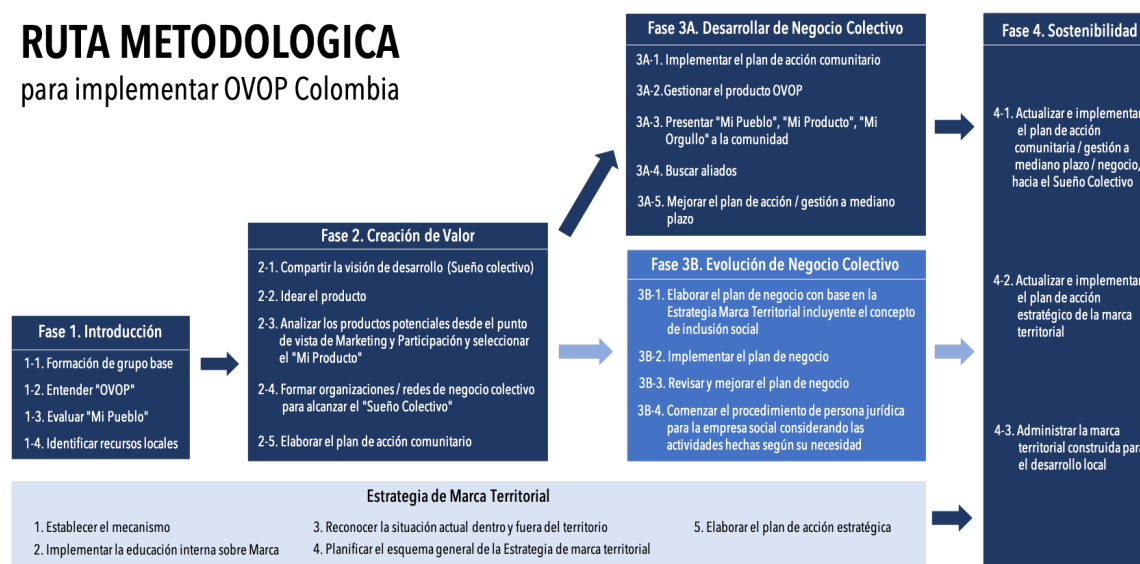 RUTA METODOLOGICA
para implementar OVOP Colombia
Fase 1. Introducción
1-1. Formación de grupo base
1-2. Entender "OVOP"
1-3. Evaluar "Mi Pueblo"
1-4. Identificar recursos locales
Fase 2. Creación de Valor
2-1. Compartir la visión de desarrollo (Sueño colectivo)
2-2. Idear el producto
2-3. Analizar los productos potenciales desde el punto
de vista de Marketing y Participación y seleccionar
el "Mi Producto"
2-4. Formar organizaciones / redes de negocio colectivo
para alcanzar el "Sueño Colectivo"
2-5. Elaborar el plan de acción comunitario
Fase 3A. Desarrollar de Negocio Colectivo
3A-1. Implementar el plan de acción comunitario
3A-2.Gestionar el producto OVOP
3A-3. Presentar "Mi Pueblo", "Mi Producto", "Mi
Orgullo" a la comunidad
3A-4. Buscar aliados
3A-5. Mejorar el plan de acción / gestión a mediano
plazo
Fase 3B. Evolución de Negocio Colectivo
3B-1. Elaborar el plan de negocio con base en la
Estrategia Marca Territorial incluyente el concepto
de inclusión social
3B-2. Implementar el plan de negocio
3B-3. Revisar y mejorar el plan de negocio
3B-4. Comenzar el procedimiento de persona jurídica
para la empresa social considerando las
actividades hechas según su necesidad
Fase 4. Sostenibilidad
4-1. Actualizar e implementar
el plan de acción
comunitaria / gestión a
mediano plazo / negocio,
hacia el Sueño Colectivo
4-2. Actualizar e implementar
el plan de acción
estratégico de la marca
territorial
4-3. Administrar la marca
territorial construida para
el desarrollo local
Estrategia de Marca Territorial
1. Establecer el mecanismo
2. Implementar la educación interna sobre Marca
3. Reconocer la situación actual dentro y fuera del territorio
4. Planificar el esquema general de la Estrategia de marca territorial
5. Elaborar el plan de acción estratégica